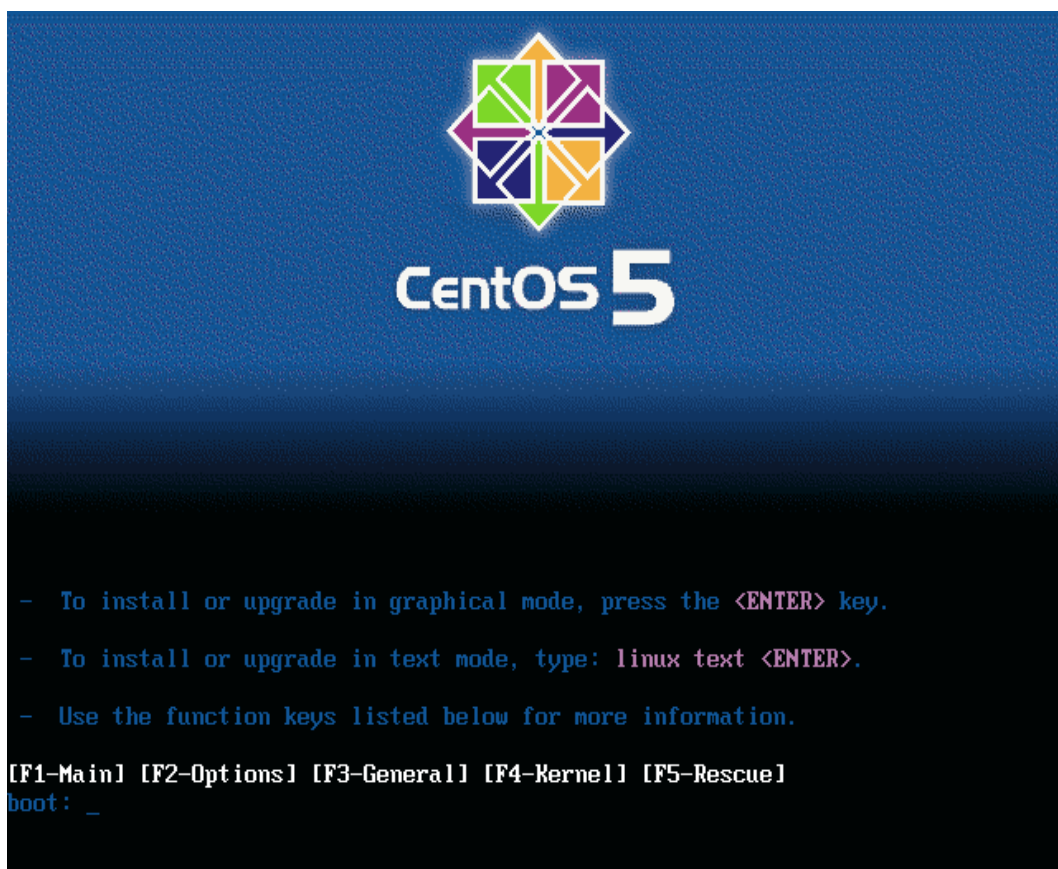 CentOS 5
- To install or upgrade in graphical mode, press the <ENTER> key.
- To install or upgrade in text mode, type: linux text <ENTER>.
- Use the function keys listed below for more information.
[F1-Main] [F2-Options] [F3-General] [F4-Kernel] [F5-Rescue]
boot: _